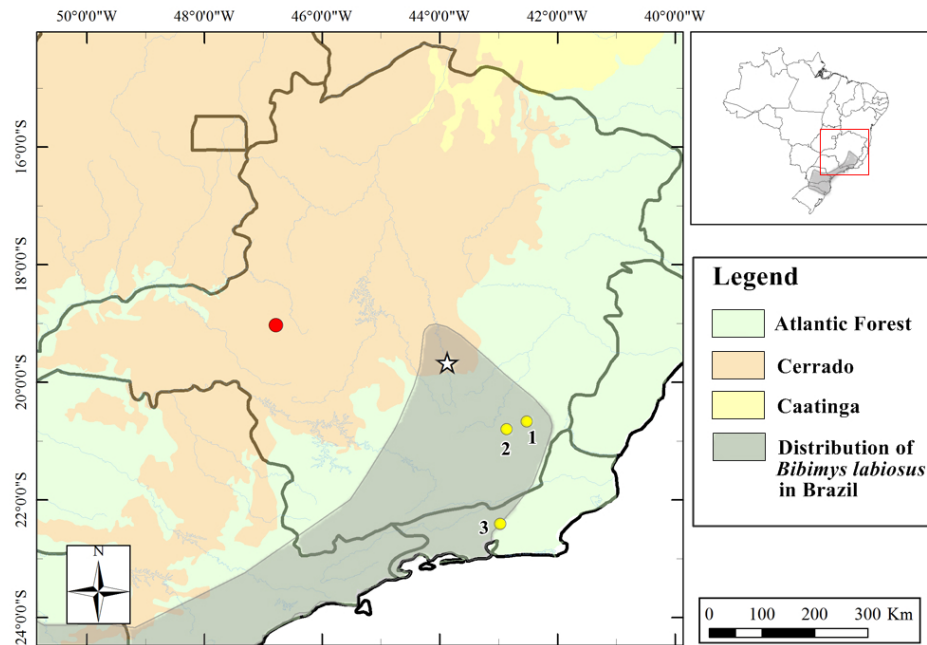 50°0'0"W 48°0'0"W 46°0'0"W 44°0'0"W 42°0'0"W 40°0'0"W
16°0'0"S
18°0'0"S
20°0'0"S
22°0'0"S
24°0'0"S
1
2
3
N
Legend
Atlantic Forest
Cerrado
Caatinga
Distribution of
Bibimys labiosus
in Brazil
0 100 200 300 Km